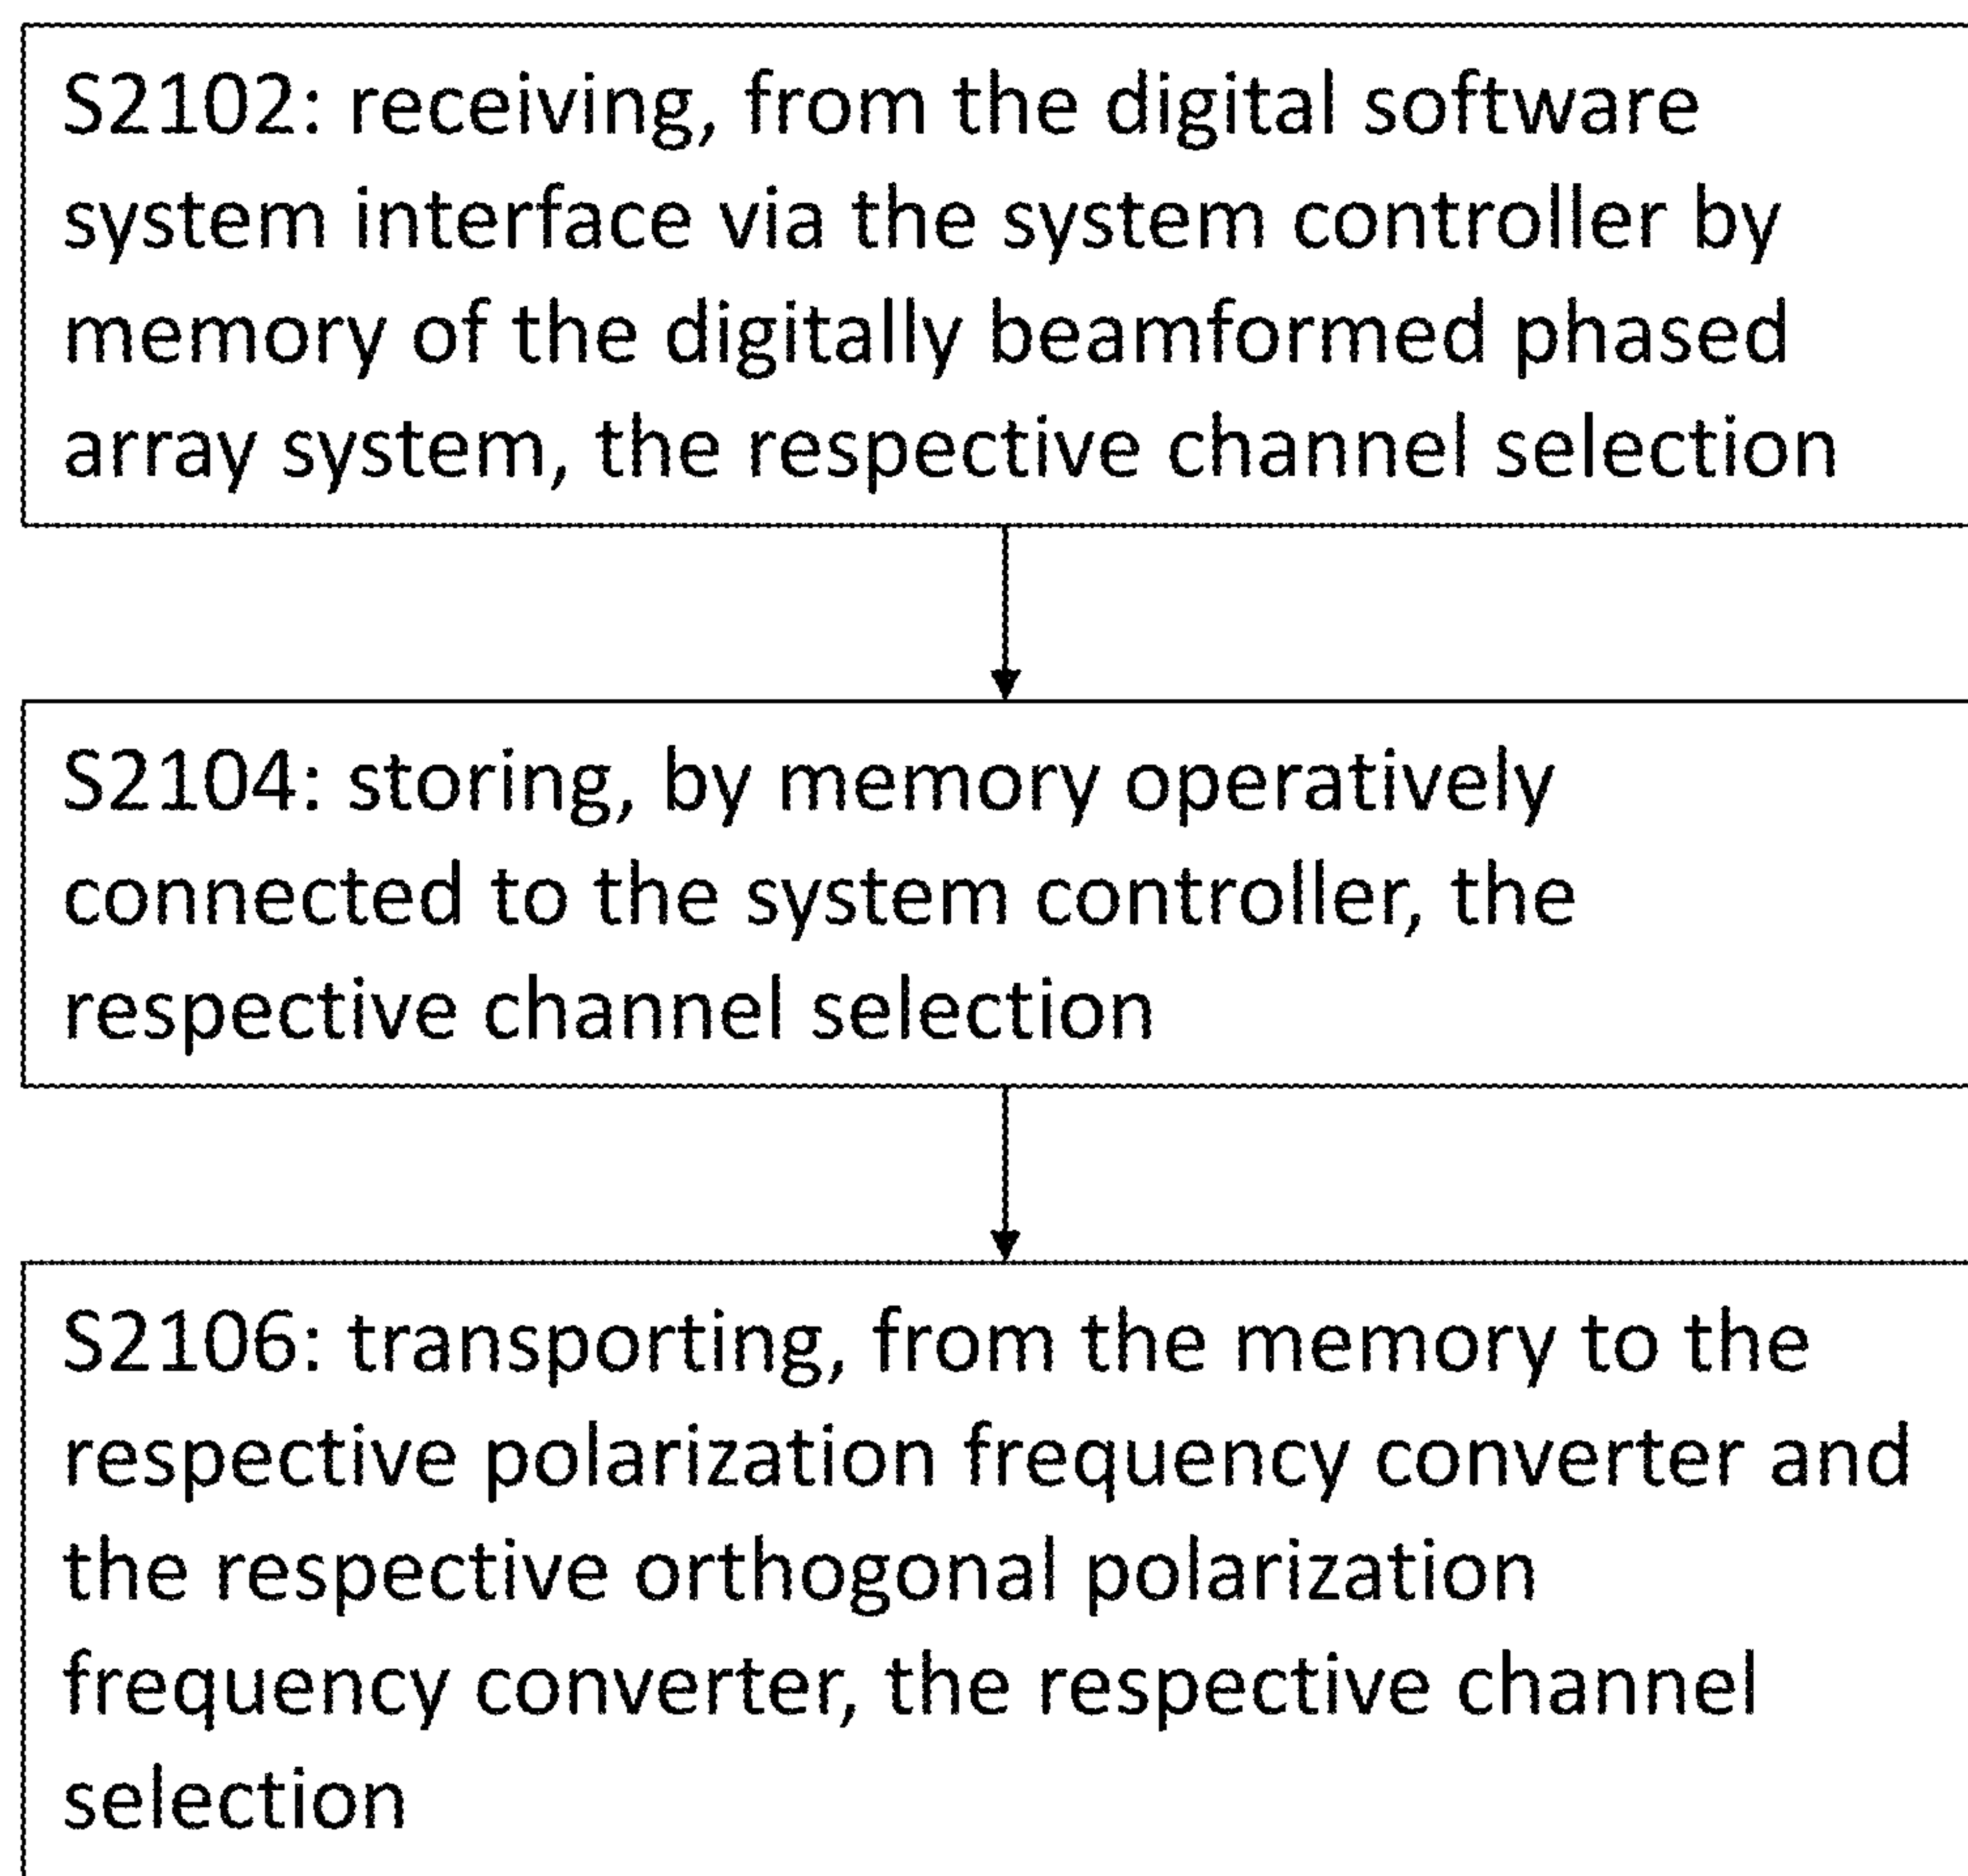 S2102: receiving, from the digital software
system interface via the system controller by
memory of the digitally beamformed phased
array system, the respective channel selection
S2104: storing, by memory operatively
connected to the system controller, the
respective channel selection
S2106: transporting, from the memory to the
respective polarization frequency converter and
the respective orthogonal polarization
frequency converter, the respective channel
selection